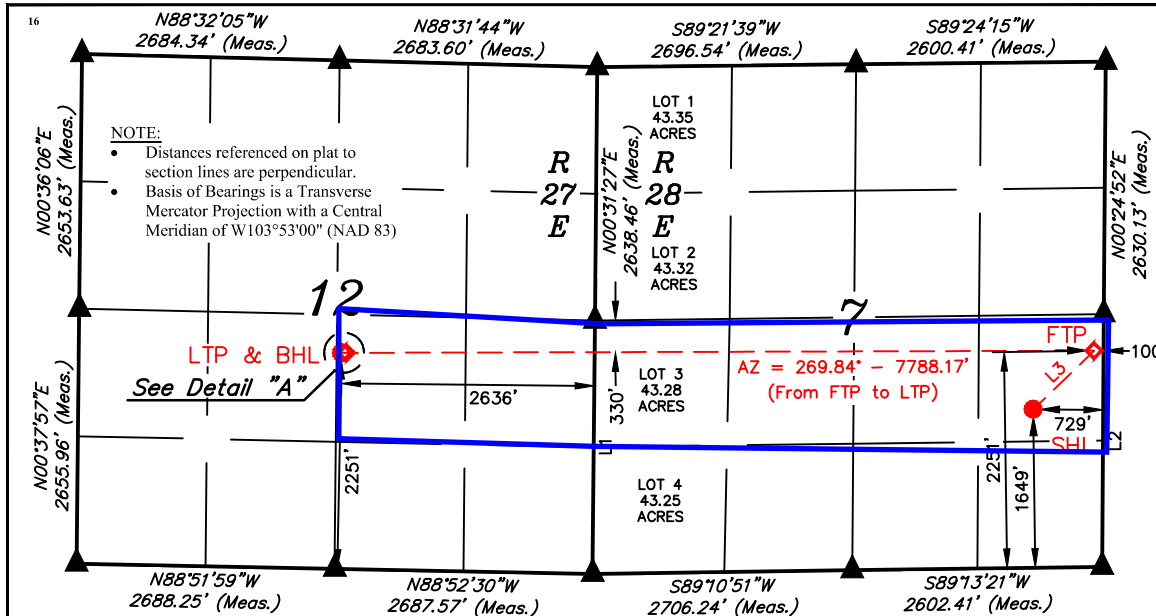 16
N88°32'05"W
2684.34' (Meas.)
N88°31'44"W
2683.60' (Meas.)
S89°21'39"W
2696.54' (Meas.)
S89°24'15"W
2600.41' (Meas.)
N00°36'06"E
2653.63' (Meas.)
NOTE:
• Distances referenced on plat to
section lines are perpendicular.
• Basis of Bearings is a Transverse
Mercator Projection with a Central
Meridian of W103°53'00" (NAD 83)
R
27
E
R
28
E
N00°31'27"E
2638.46' (Meas.)
LOT 1
43.35
ACRES
LOT 2
43.32
ACRES
N00°24'52"E
2630.13' (Meas.)
12
7
LTP & BHL
See Detail "A"
FTP
100
AZ = 269.84° - 7788.17'
(From FTP to LTP)
L3
2636'
330'
LOT 3
43.28
ACRES
729'
SHL
L1
L2
N00°37'57"E
2655.96' (Meas.)
2251'
2251'
1649'
LOT 4
43.25
ACRES
N88°51'59"W
2688.25' (Meas.)
N88°52'30"W
2687.57' (Meas.)
S89°10'51"W
2706.24' (Meas.)
S89°13'21"W
2602.41' (Meas.)